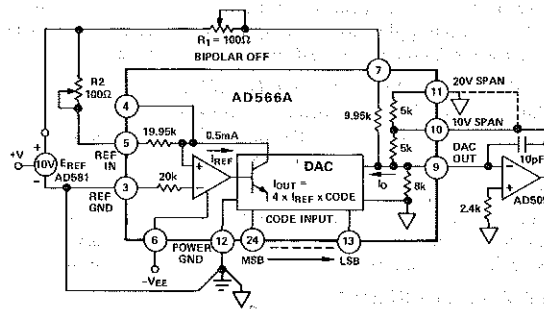 R1 = 100Ω
BIPOLAR OFF
R2
100Ω
7
11
20V SPAN
AD566A
5k
4
9.95k
10
10V SPAN
+
19.95k
0.5mA
5k
DAC
OUT
10pF
+V
10V
EREF
AD581
REF
IN
5
IREF
DAC
9
-
REF
GND
3
20k
+
-
IOUT =
4 x IREF x CODE
IO
8k
-
+
CODE INPUT
2.4k
AD509
6
POWER
GND
12
24
13
-VEE
MSB
LSB